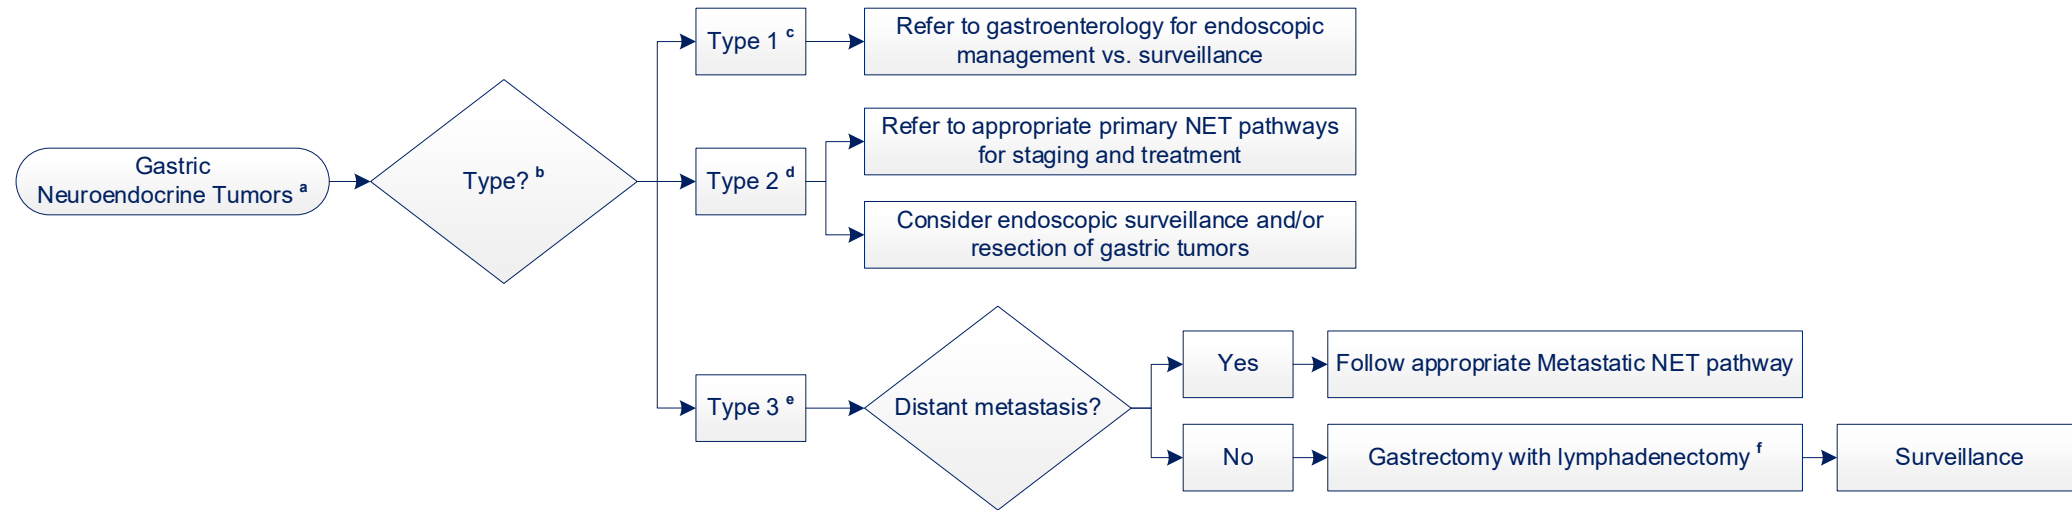 Gastric
Neuroendocrine Tumors a
Type? b
Type 1 c
Refer to gastroenterology for endoscopic
management vs. surveillance
Type 2 d
Refer to appropriate primary NET pathways
for staging and treatment
Consider endoscopic surveillance and/or
resection of gastric tumors
Type 3 e
Distant metastasis?
Yes
Follow appropriate Metastatic NET pathway
No
Gastrectomy with lymphadenectomy f
Surveillance